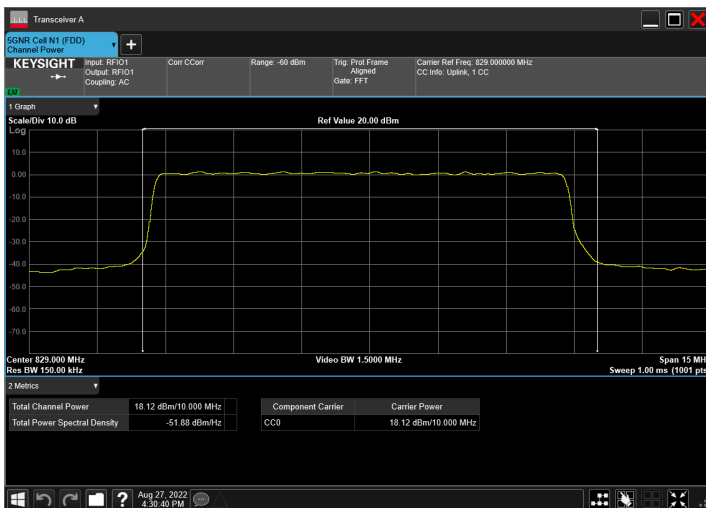 Transceiver A
5GNR Cell N1 (FDD)
Channel Power
KEYSIGHT
LXI
Input: RFIO1
Output: RFIO1
Coupling: AC
Corr CCorr
Range: -60 dBm
Trig: Prot Frame
Aligned
Gate: FFT
Carrier Ref Freq: 829.000000 MHz
CC Info: Uplink, 1 CC
1 Graph
Scale/Div 10.0 dB
Ref Value 20.00 dBm
Log
10.0
0.00
-10.0
-20.0
-30.0
-40.0
-50.0
-60.0
-70.0
Center 829.000 MHz
Video BW 1.5000 MHz
Span 15 MH
Res BW 150.00 kHz
Sweep 1.00 ms (1001 pts
2 Metrics
Total Channel Power 18.12 dBm/10.000 MHz
Total Power Spectral Density -51.88 dBm/Hz
Component Carrier Carrier Power
CC0 18.12 dBm/10.000 MHz
? Aug 27, 2022
4:30:40 PM